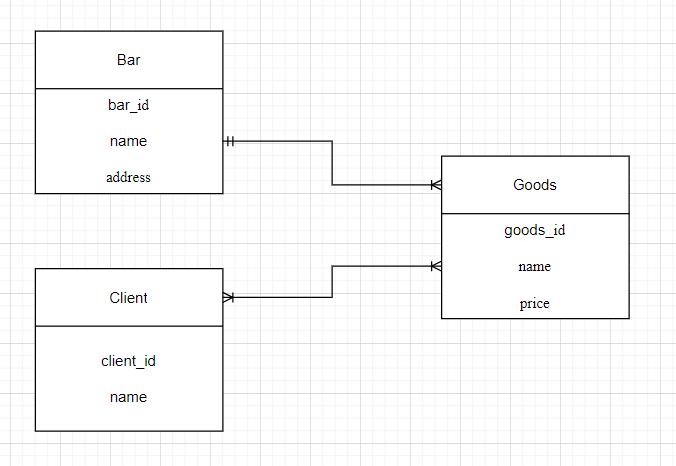 Bar
bar_id
name
address
Goods
goods_id
name
price
Client
client_id
name